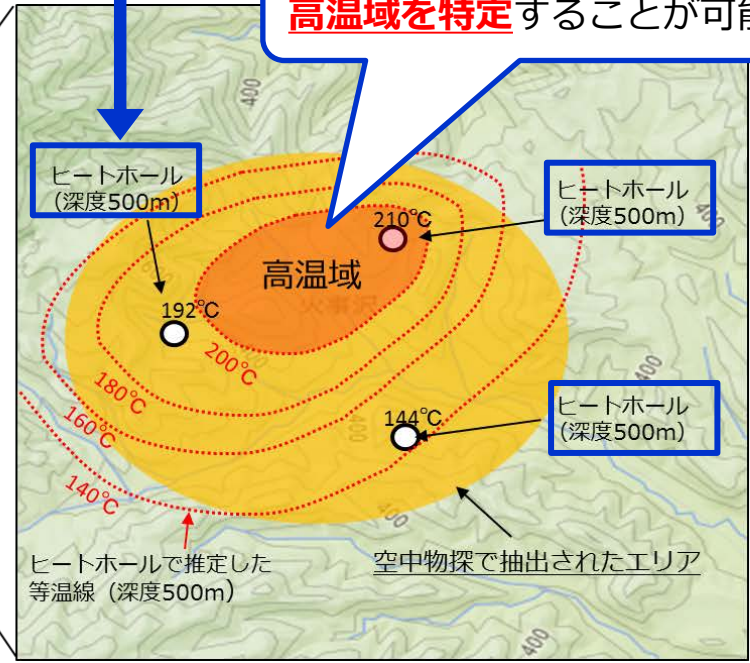 高温域を特定することが可能
400
ヒートホール
（深度500m）
ヒートホール
（深度500m）
400
210℃
高温域
192℃
200℃
180℃
160℃
140℃
400
ヒートホール
（深度500m）
144℃
400
400
ヒートホールで推定した
等温線（深度500m）
空中物探で抽出されたエリア
400